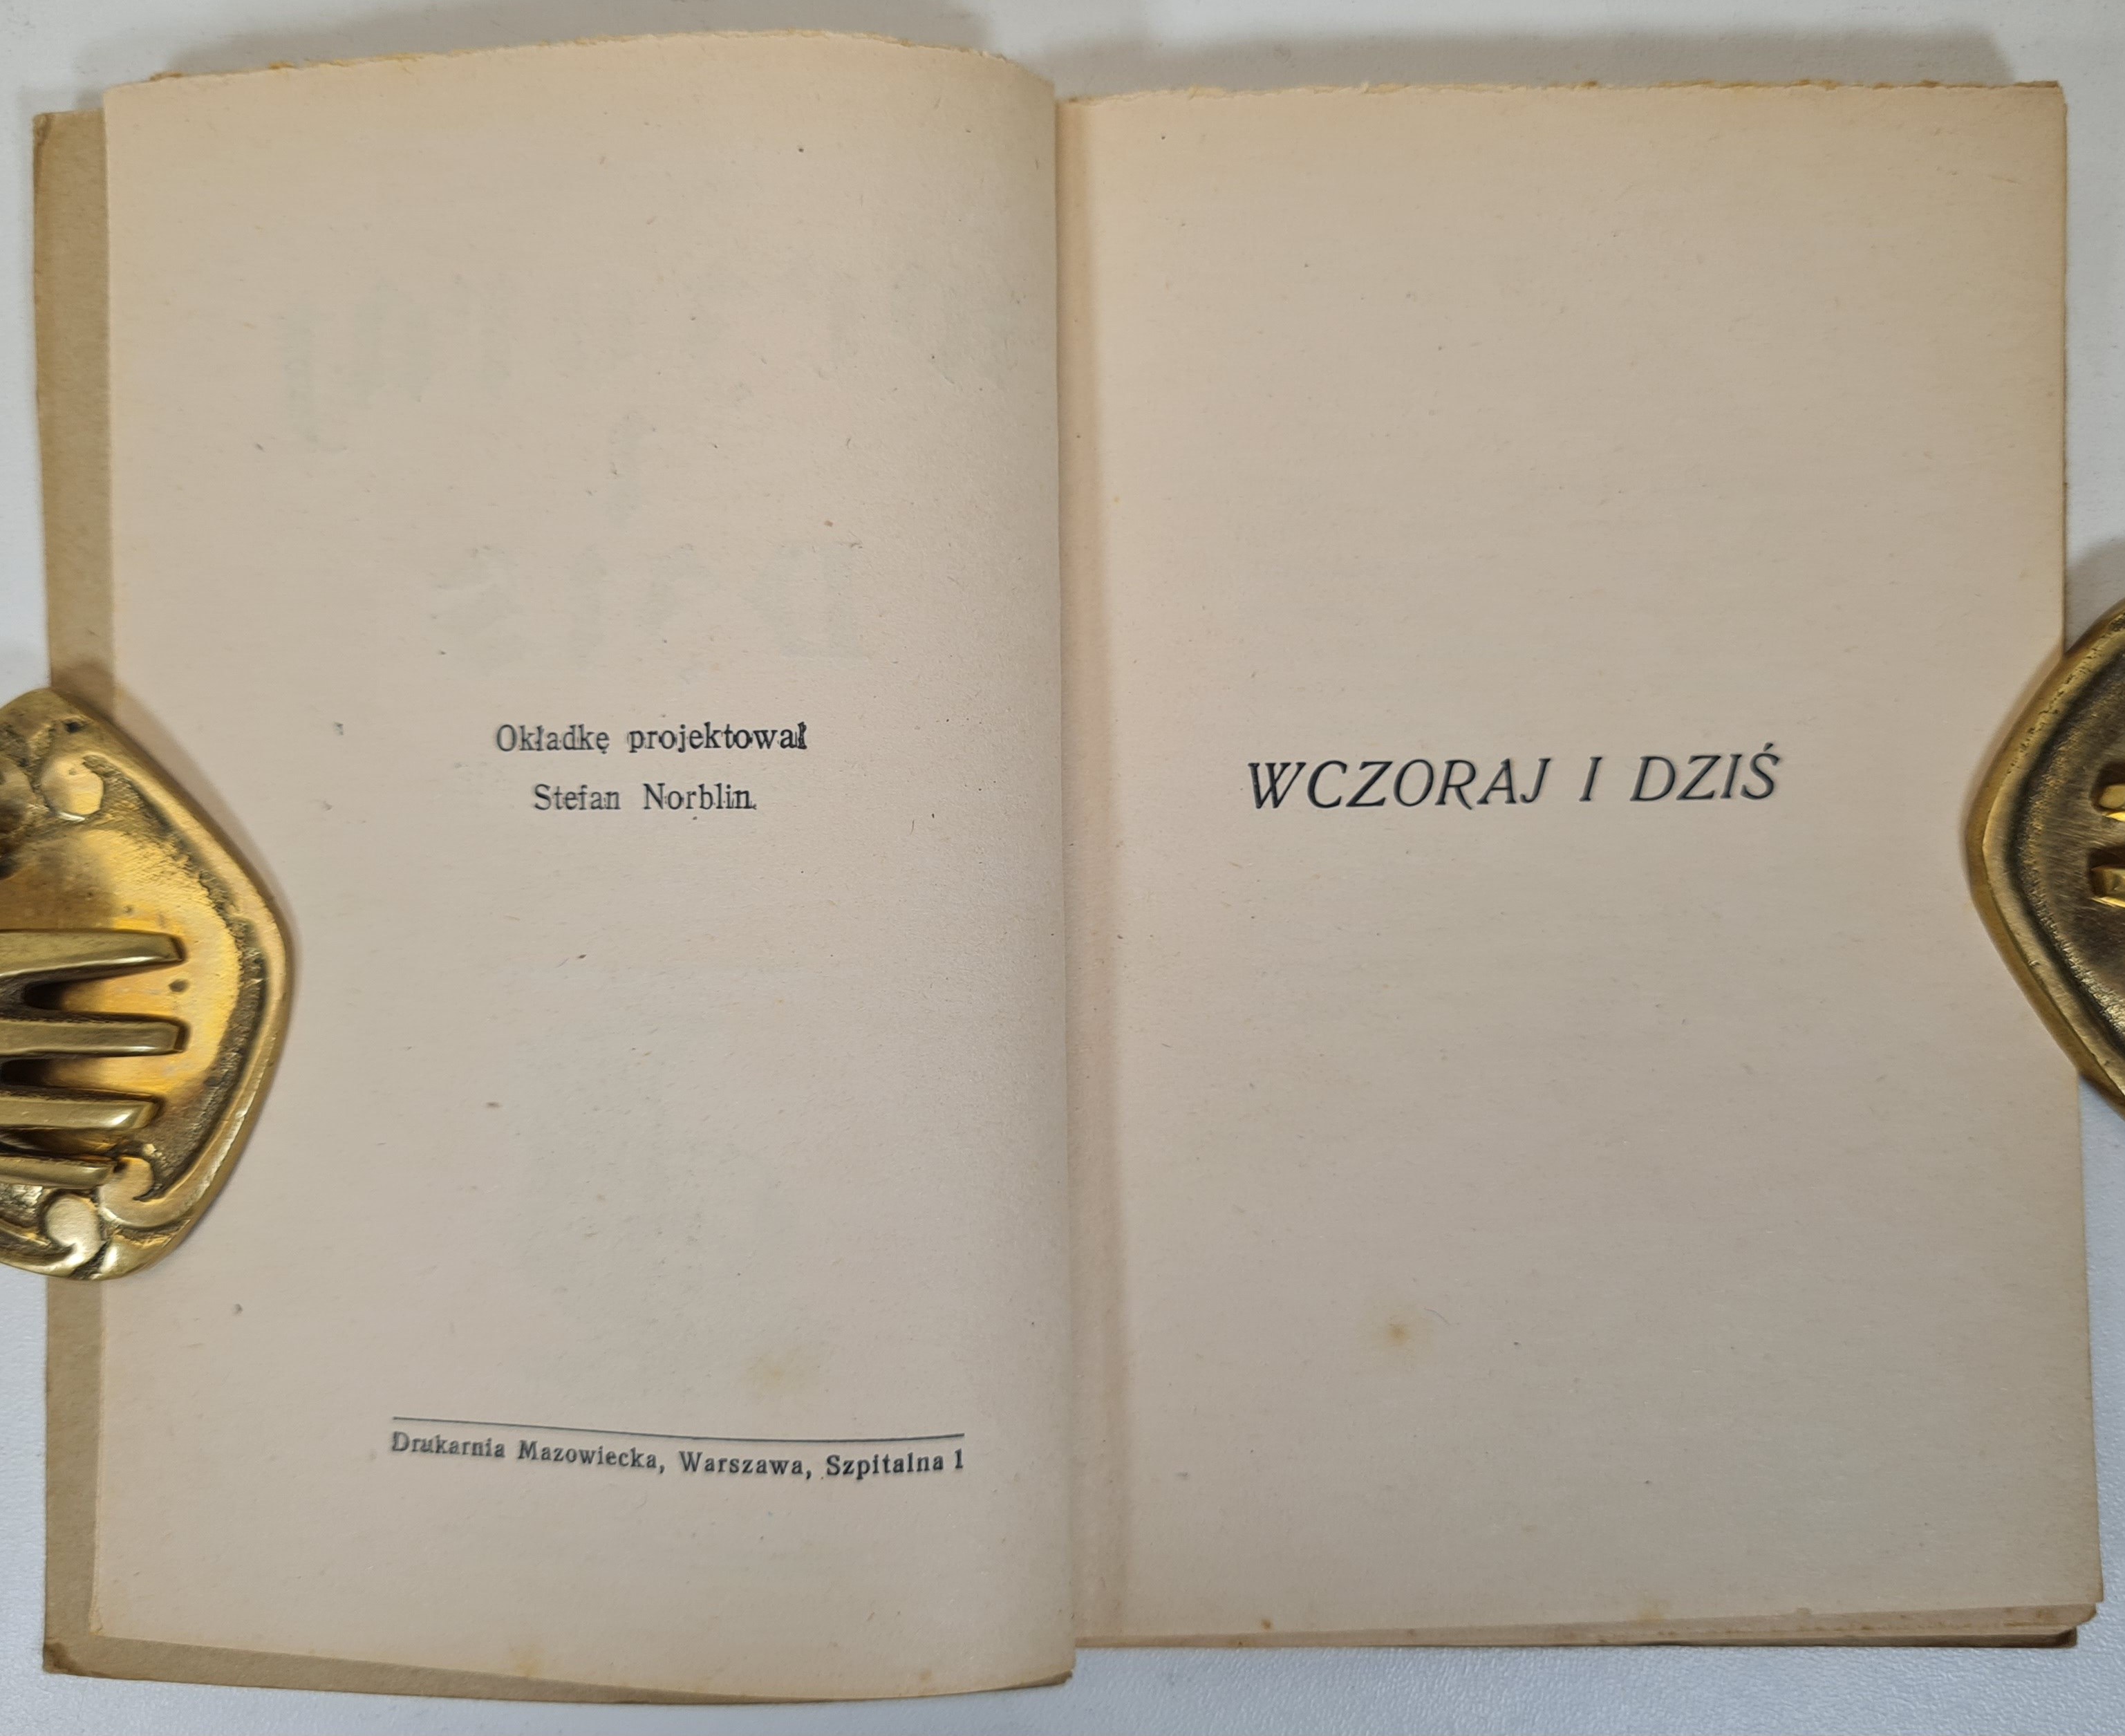 Okładkę projektował
Stefan Norblin.
Drukarnia Mazowiecka, Warszawa, Szpitalna 1
WCZORAJ I DZIŚ